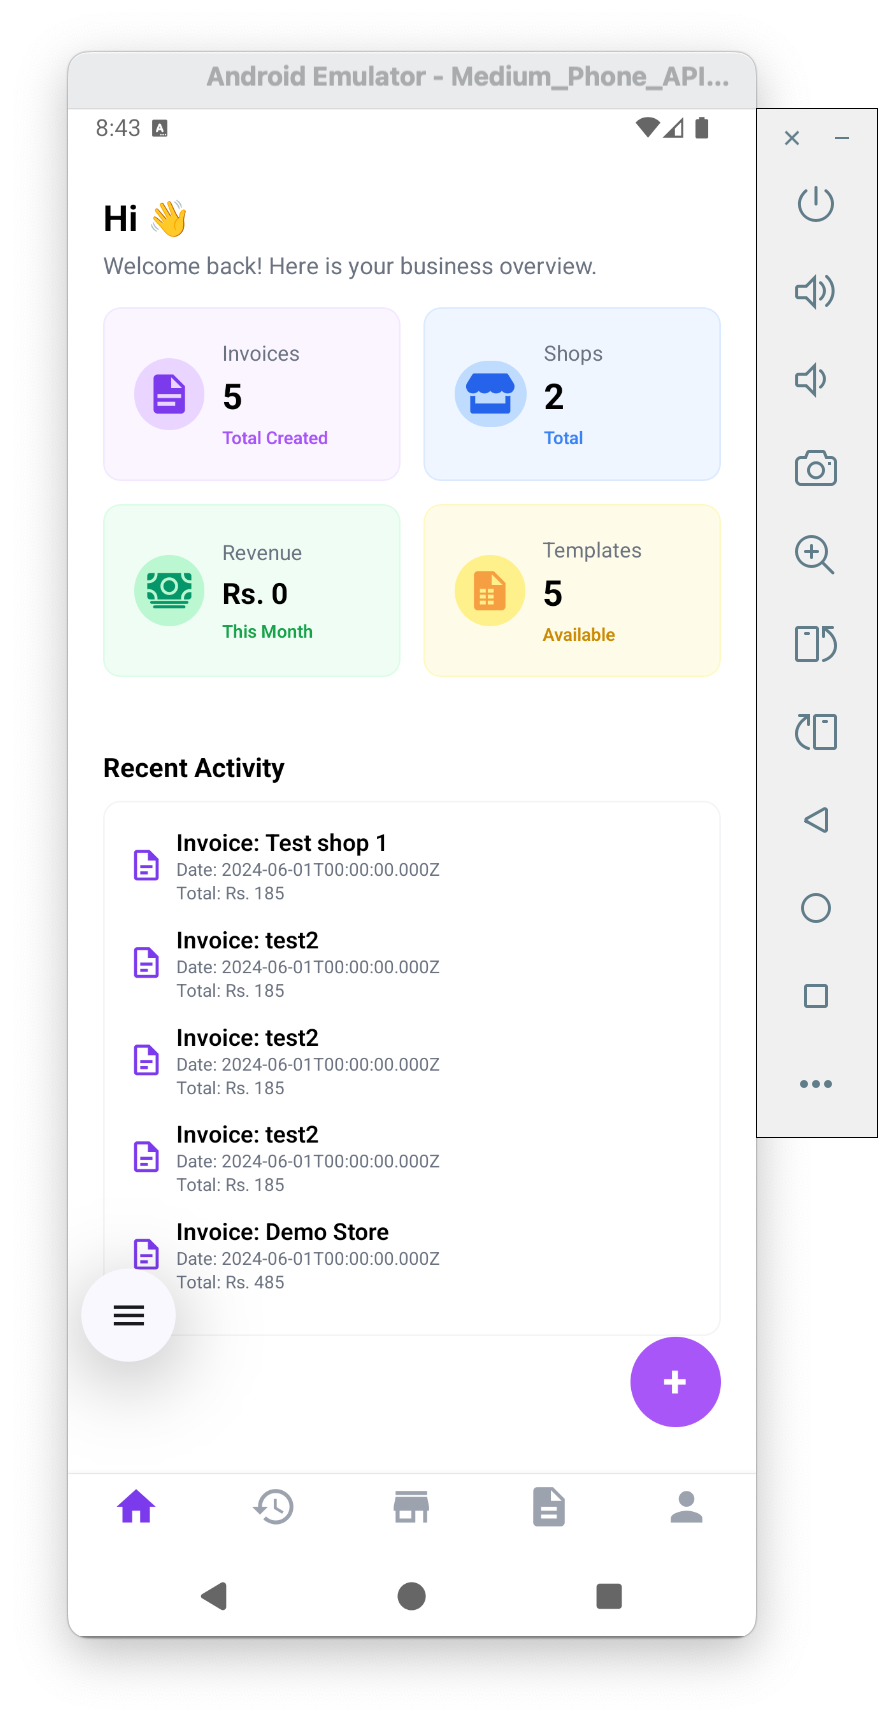 Android Emulator - Medium_Phone_API...
8:43
A
Hi 👋
Welcome back! Here is your business overview.
Invoices
5
Total Created
Shops
2
Total
Revenue
Rs. 0
This Month
Templates
5
Available
Recent Activity
Invoice: Test shop 1
Date: 2024-06-01T00:00:00.000Z
Total: Rs. 185
Invoice: test2
Date: 2024-06-01T00:00:00.000Z
Total: Rs. 185
Invoice: test2
Date: 2024-06-01T00:00:00.000Z
Total: Rs. 185
Invoice: test2
Date: 2024-06-01T00:00:00.000Z
Total: Rs. 185
Invoice: Demo Store
Date: 2024-06-01T00:00:00.000Z
Total: Rs. 485